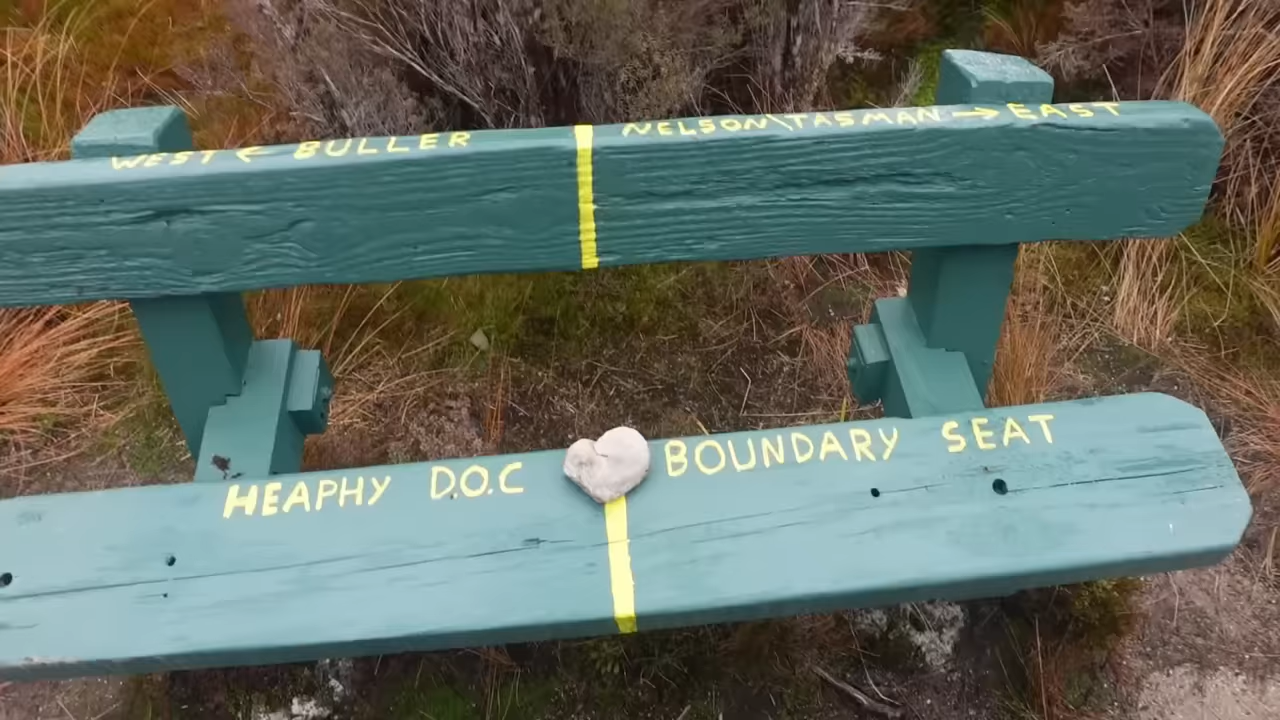 WEST ← BULLER NELSON\TASMAN → EAST
HEAPHY D.O.C BOUNDARY SEAT